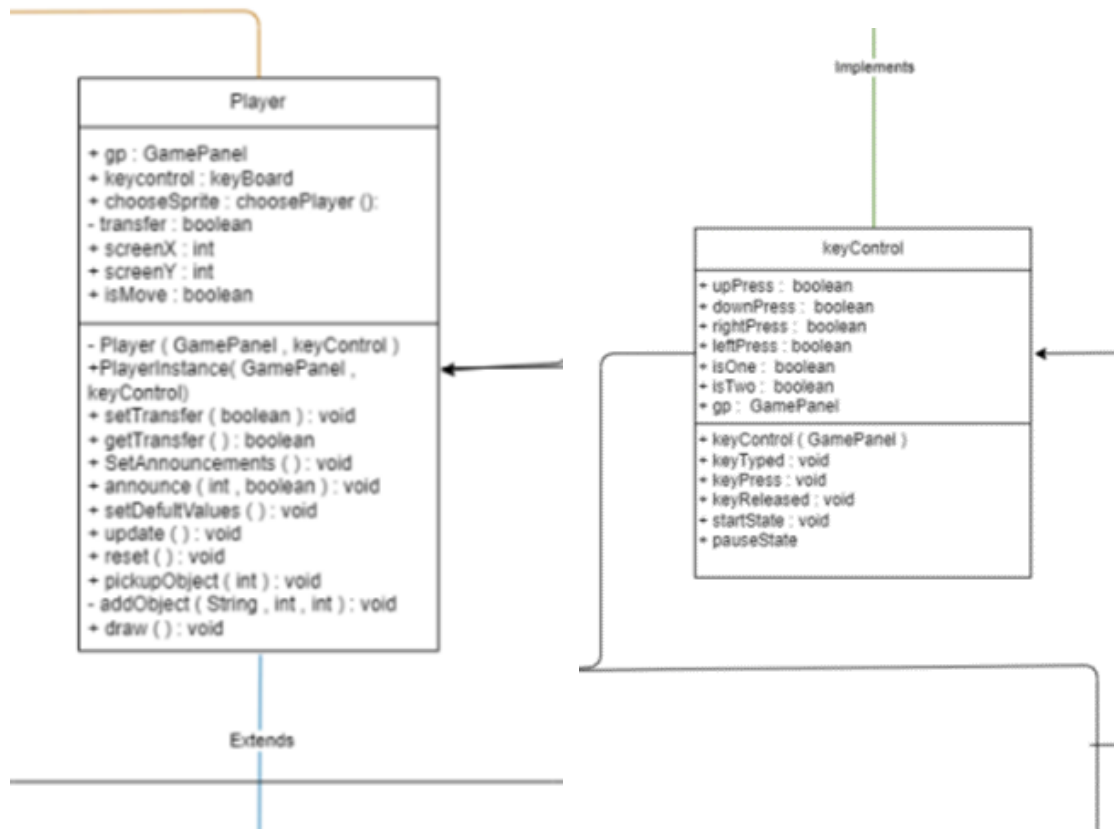 Player
+ gp : GamePanel
+ keycontrol : keyBoard
+ chooseSprite : choosePlayer ():
- transfer : boolean
+ screenX : int
+ screenY : int
+ isMove : boolean
- Player ( GamePanel , keyControl )
+PlayerInstance( GamePanel ,
keyControl)
+ setTransfer ( boolean ) : void
+ getTransfer ( ) : boolean
+ SetAnnouncements ( ) : void
+ announce ( int , boolean ) : void
+ setDefultValues ( ) : void
+ update ( ) : void
+ reset ( ) : void
+ pickupObject ( int ) : void
- addObject ( String , int , int ) : void
+ draw ( ) : void
Extends
Implements
keyControl
+ upPress : boolean
+ downPress : boolean
+ rightPress : boolean
+ leftPress : boolean
+ isOne : boolean
+ isTwo : boolean
+ gp : GamePanel
+ keyControl ( GamePanel )
+ keyTyped : void
+ keyPress : void
+ keyReleased : void
+ startState : void
+ pauseState